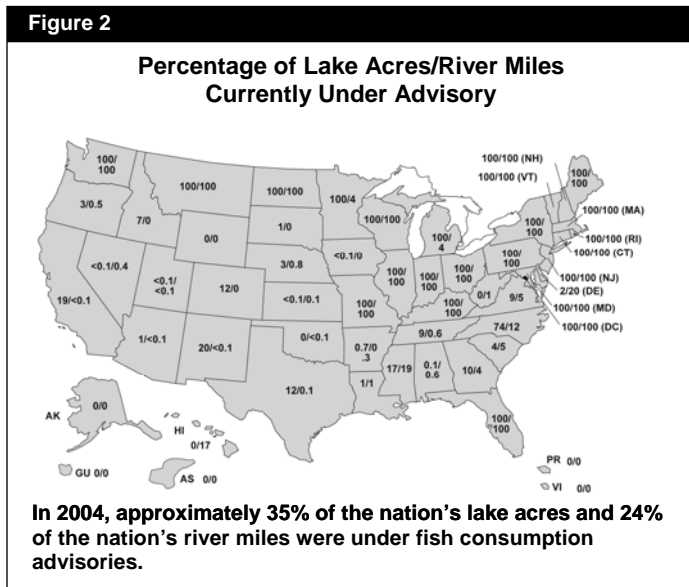 Figure 2
Percentage of Lake Acres/River Miles
Currently Under Advisory
100/
100
3/0.5
7/0
100/100
0/0
100/100
1/0
3/0.8
<0.1/0.1
100/4
<0.1/0
100/100
100/
4
<0.1/0.4
19/<0.1
<0.1/
<0.1
12/0
1/<0.1
20/<0.1
0/<0.1
12/0.1
100/
100
0.7/0
.3
1/1
100/
100
100/
100
100/
100
100/
100
0/1
9/5
9/0.6
74/12
4/5
17/19
0.1/
0.6
10/4
100/
100
100/
100
100/
100
100/
100
100/100 (NH)
100/100 (VT)
100/100 (MA)
100/100 (RI)
100/100 (CT)
100/100 (NJ)
2/20 (DE)
100/100 (MD)
100/100 (DC)
AK
0/0
HI
0/17
GU 0/0
AS 0/0
PR 0/0
VI 0/0
In 2004, approximately 35% of the nation's lake acres and 24%
of the nation's river miles were under fish consumption
advisories.